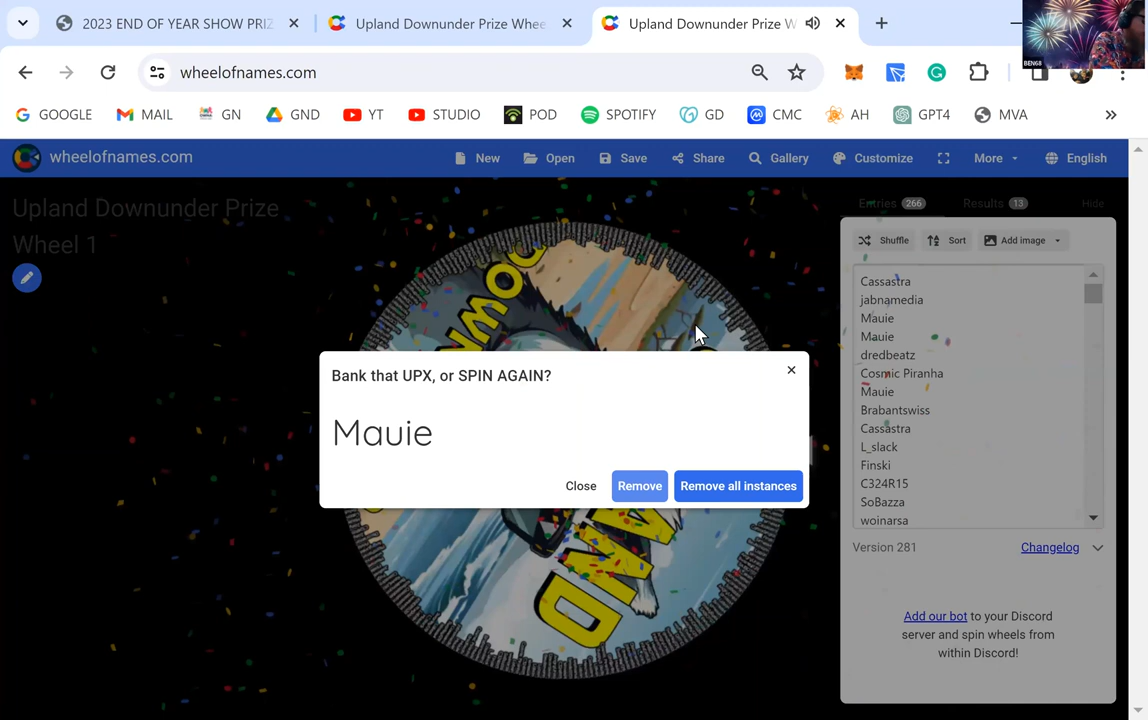 2023 END OF YEAR SHOW PRIZ
Upland Downunder Prize Whee
Upland Downunder Prize W
BEN68
wheelofnames.com
GOOGLE
MAIL
GN
GND
YT
STUDIO
POD
SPOTIFY
GD
CMC
AH
GPT4
MVA
wheelofnames.com
New
Open
Save
Share
Gallery
Customize
More
English
Upland Downunder Prize
Wheel 1
Entries 266
Results 13
Hide
Shuffle
Sort
Add image
Cassastra
jabnamedia
Mauie
Mauie
dredbeatz
Cosmic Piranha
Mauie
Brabantswiss
Cassastra
L_slack
Finski
C324R15
SoBazza
woinarsa
Version 281
Changelog
Add our bot to your Discord
server and spin wheels from
within Discord!
DOWN
Bank that UPX, or SPIN AGAIN?
Mauie
Close
Remove
Remove all instances